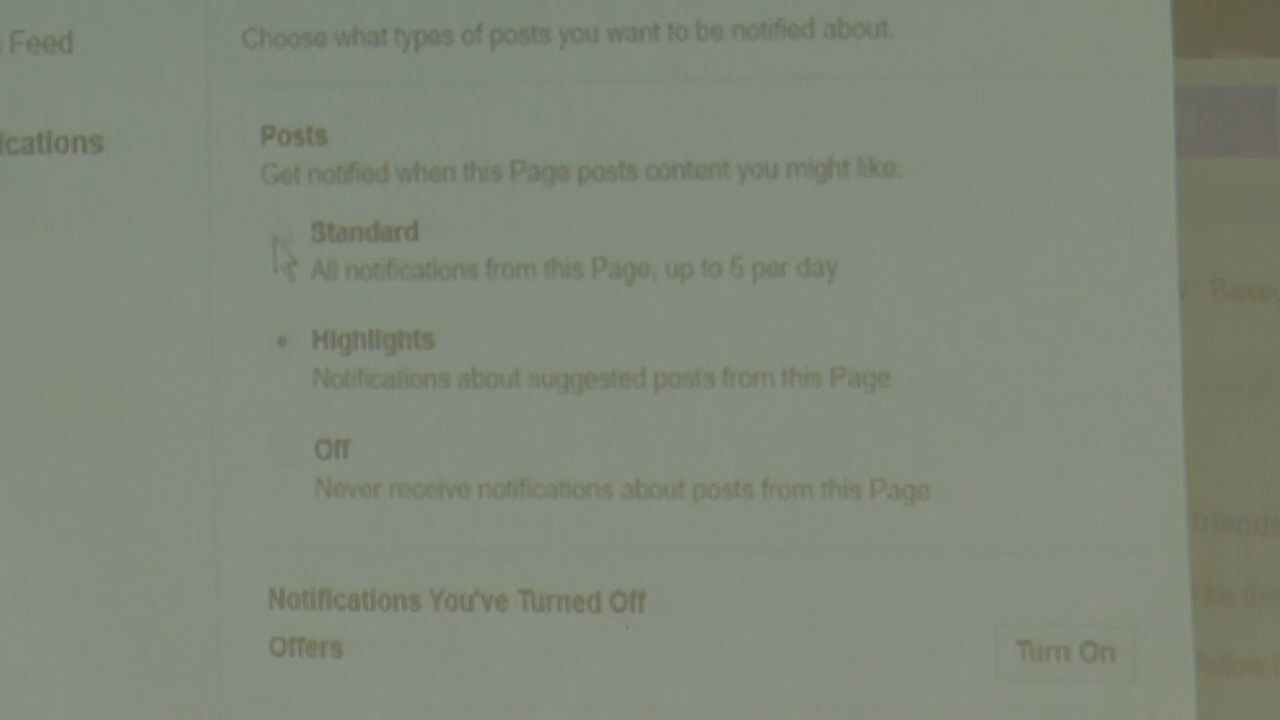 Feed
ications
Choose what types of posts you want to be notified about.
Posts
Get notified when this Page posts content you might like.
Standard
All notifications from this Page, up to 5 per day
Highlights
Notifications about suggested posts from this Page
Off
Never receive notifications about posts from this Page
Notifications You've Turned Off
Offers
Turn On